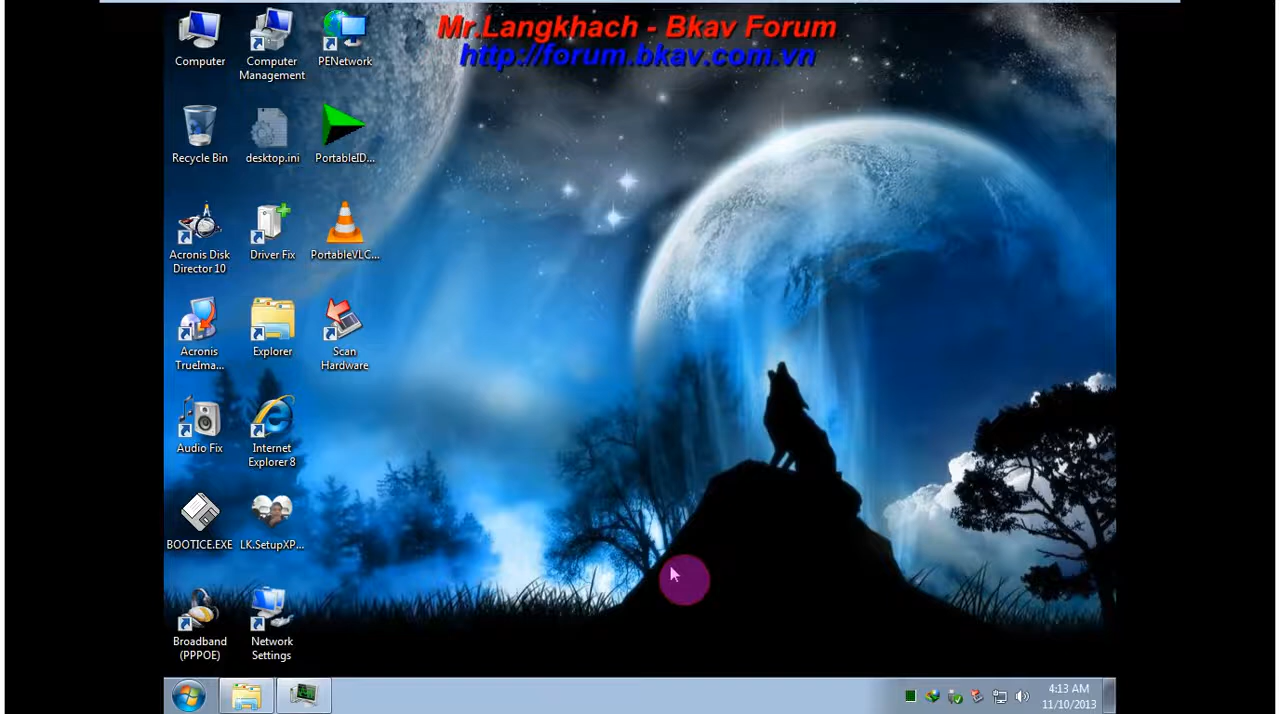 Mr.Langkhach - Bkav Forum
http://forum.bkav.com.vn
Computer
Computer
Management
PENetwork
Recycle Bin
desktop.ini
PortableID...
Acronis Disk
Director 10
Driver Fix
PortableVLC...
Acronis
TrueIma...
Explorer
Scan
Hardware
Audio Fix
Internet
Explorer 8
BOOTICE.EXE
LK.SetupXP...
Broadband
(PPPOE)
Network
Settings
4:13 AM
11/10/2013